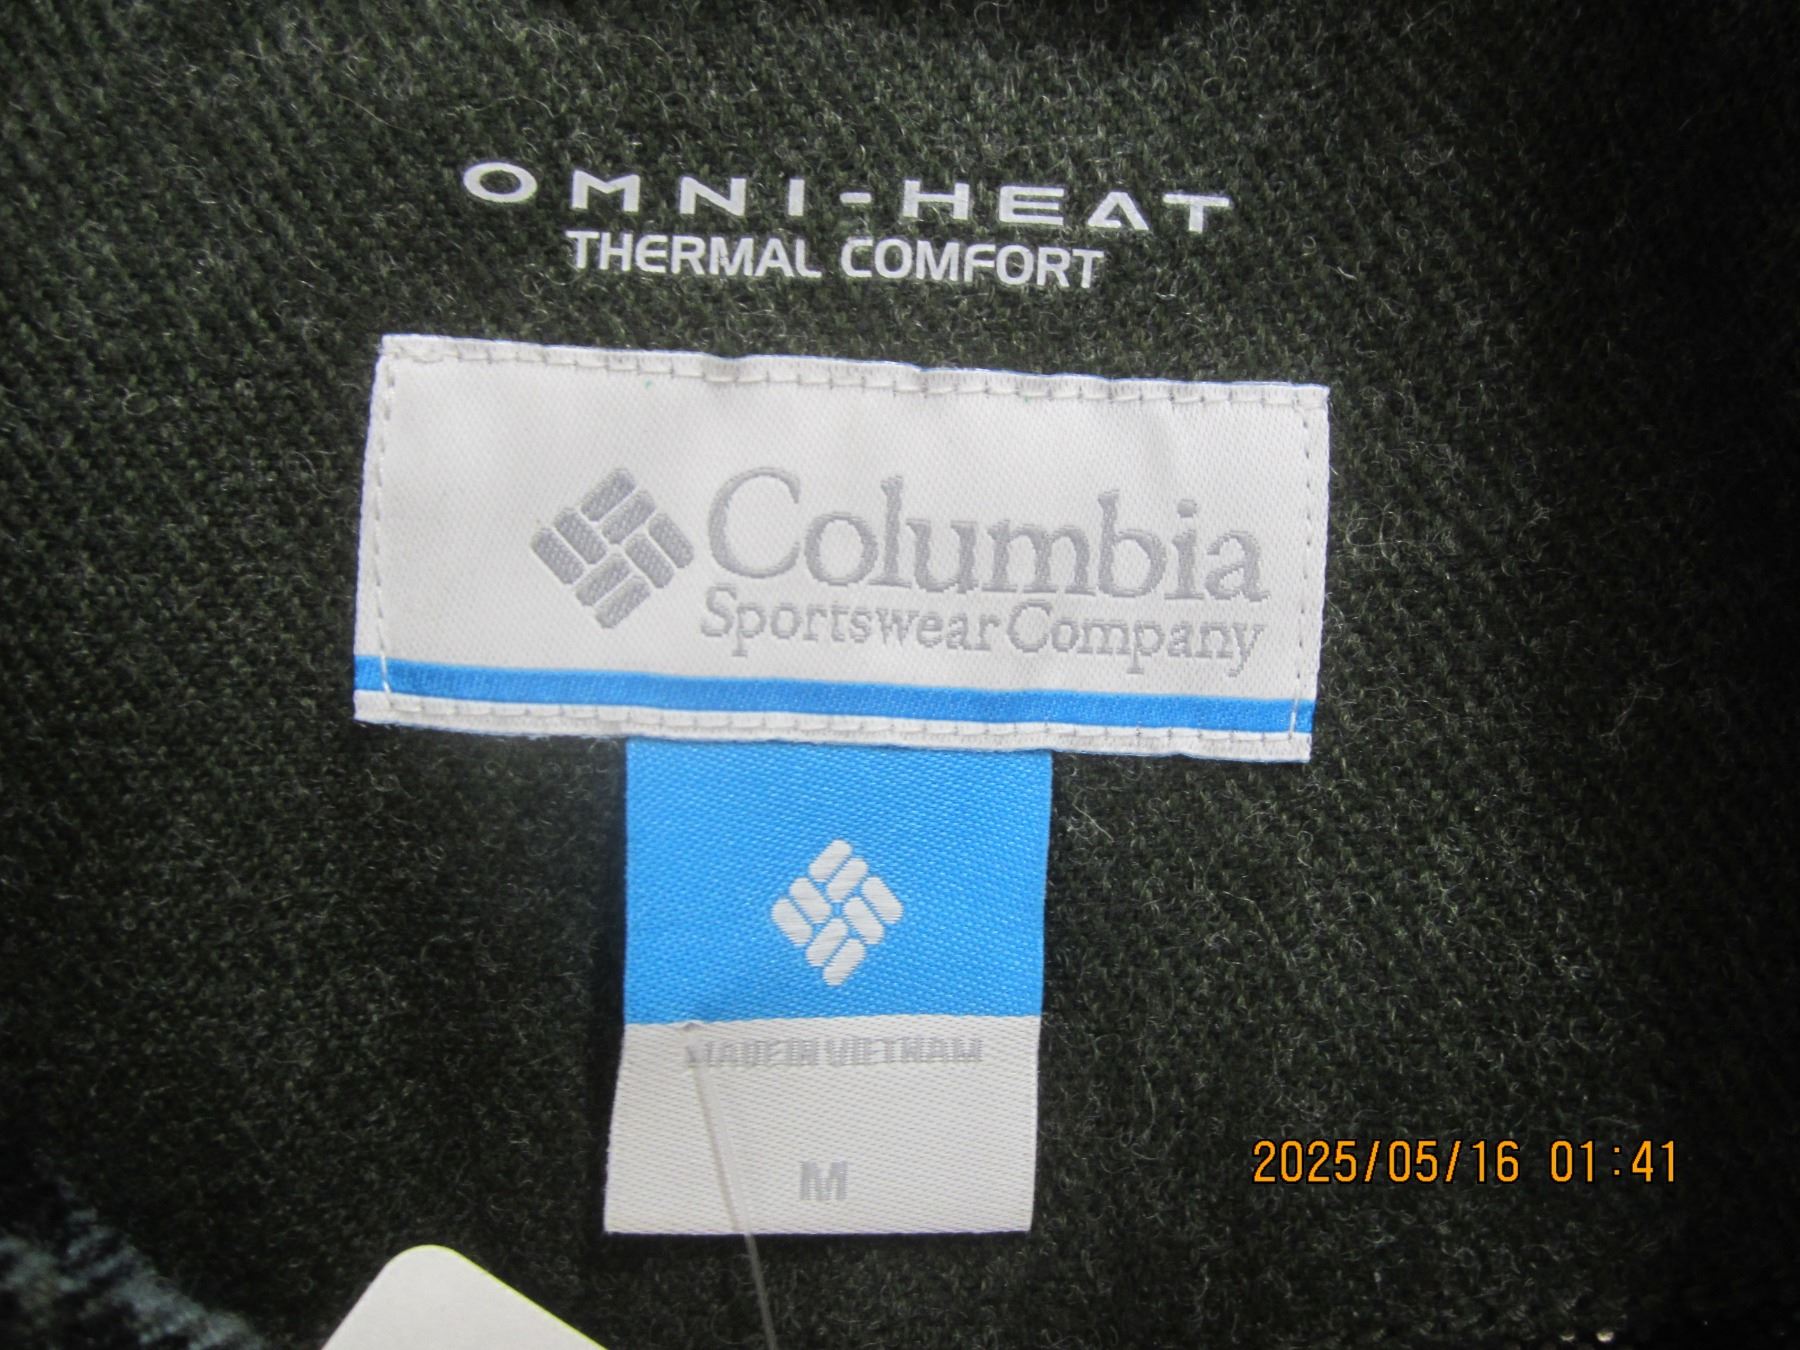 OMNI-HEAT
THERMAL COMFORT
Columbia
Sportswear Company
MADE IN VIETNAM
M
2025/05/16 01:41